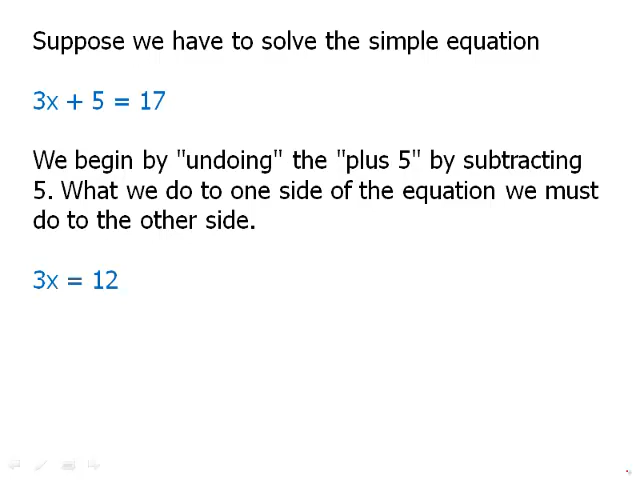 Suppose we have to solve the simple equation
3x + 5 = 17
We begin by "undoing" the "plus 5" by subtracting
5. What we do to one side of the equation we must
do to the other side.
3x = 12